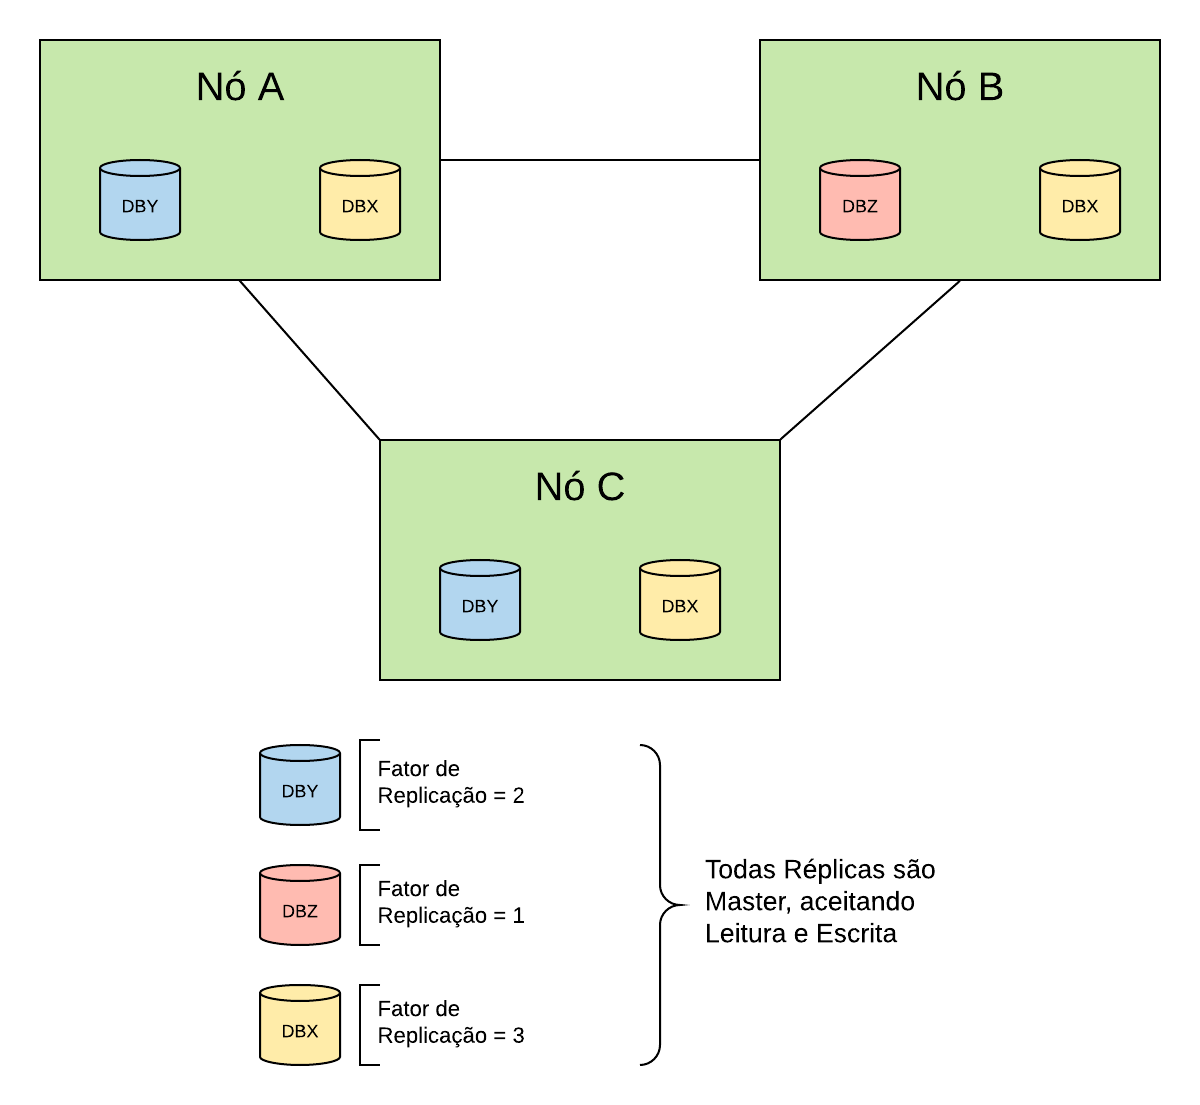 Nó A
Nó B
DBY
DBX
DBZ
DBX
Nó C
DBY
DBX
DBY
Fator de
Replicação = 2
DBZ
Fator de
Replicação = 1
DBX
Fator de
Replicação = 3
Todas Réplicas são
Master, aceitando
Leitura e Escrita